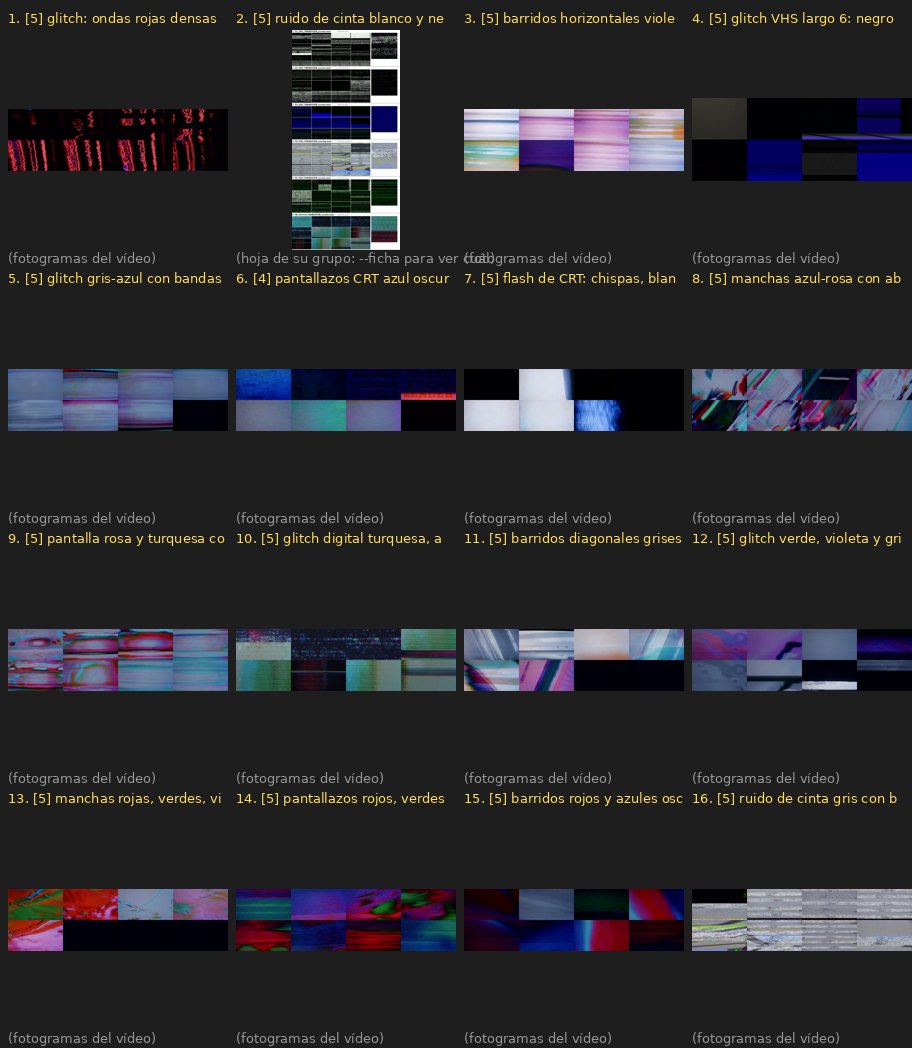 1. [5] glitch: ondas rojas densas
2. [5] ruido de cinta blanco y ne
3. [5] barridos horizontales viole
4. [5] glitch VHS largo 6: negro
(fotogramas del vídeo)
(hoja de su grupo: --ficha para ver
(fotogramas del vídeo)
(fotogramas del vídeo)
5. [5] glitch gris-azul con bandas
6. [4] pantallazos CRT azul oscur
7. [5] flash de CRT: chispas, blan
8. [5] manchas azul-rosa con ab
(fotogramas del vídeo)
(fotogramas del vídeo)
(fotogramas del vídeo)
(fotogramas del vídeo)
9. [5] pantalla rosa y turquesa co
10. [5] glitch digital turquesa, a
11. [5] barridos diagonales grises
12. [5] glitch verde, violeta y gri
(fotogramas del vídeo)
(fotogramas del vídeo)
(fotogramas del vídeo)
(fotogramas del vídeo)
13. [5] manchas rojas, verdes, vi
14. [5] pantallazos rojos, verdes
15. [5] barridos rojos y azules osc
16. [5] ruido de cinta gris con b
(fotogramas del vídeo)
(fotogramas del vídeo)
(fotogramas del vídeo)
(fotogramas del vídeo)